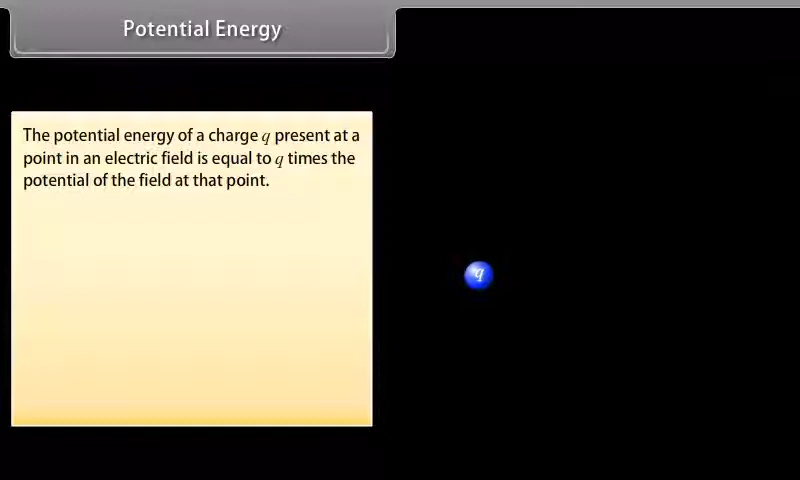 Potential Energy
The potential energy of a charge q present at a
point in an electric field is equal to q times the
potential of the field at that point.
q